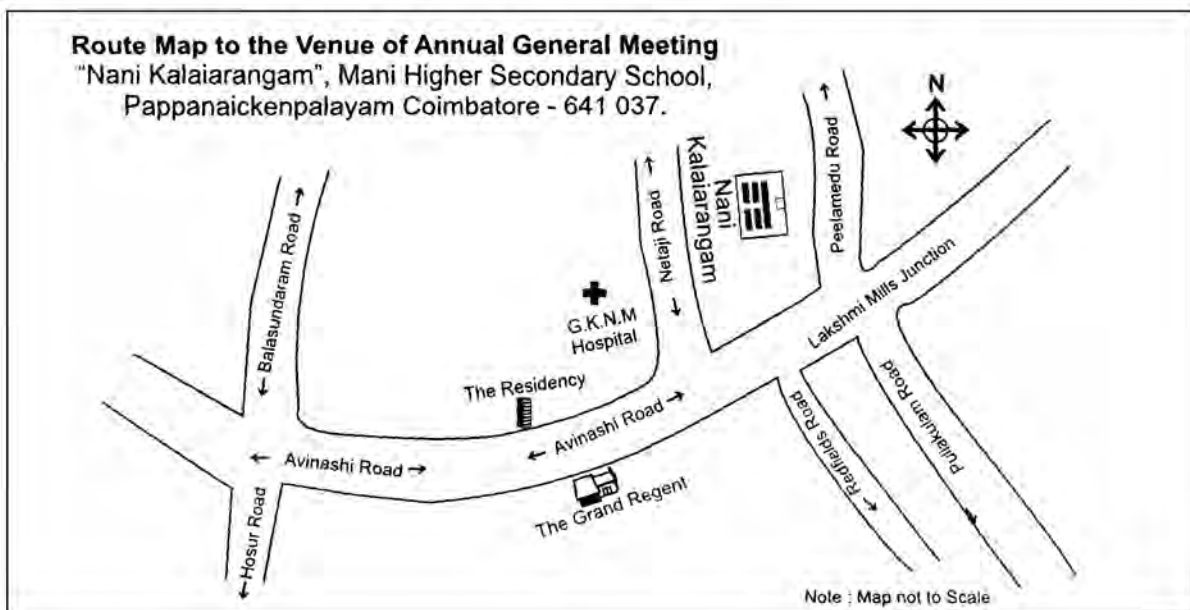 Route Map to the Venue of Annual General Meeting
"Nani Kalaiarangam", Mani Higher Secondary School,
Pappanaickenpalayam Coimbatore - 641 037.
N
Peelamedu Road
Nani
Kalaiarangam
Netaji Road
Balasundaram Road
G.K.N.M
Hospital
Lakshmi Mills Junction
The Residency
Avinashi Road
Avinashi Road
The Grand Regent
Redfields Road
Puliakulam Road
Hosur Road
Note : Map not to Scale